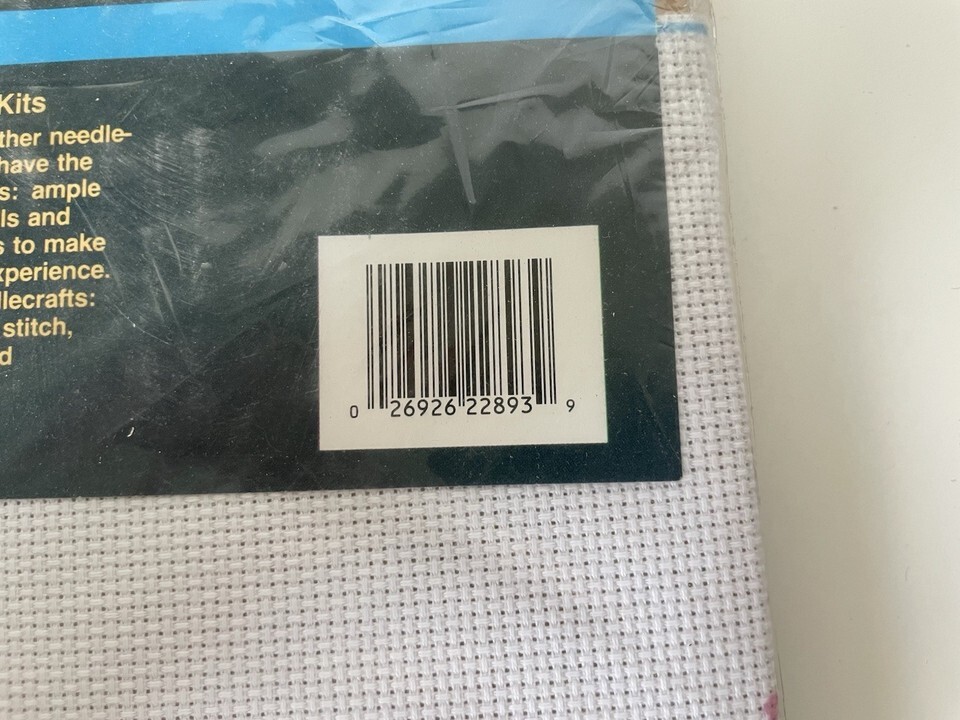 Kits
ther needle-
have the
s: ample
ls and
s to make
xperience.
llecrafts:
stitch,
d
0 26926 22893 9